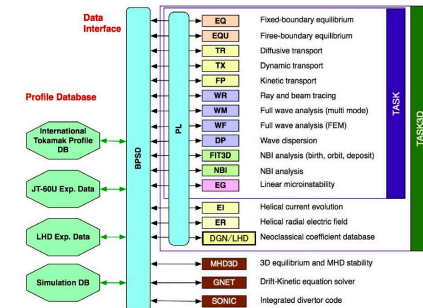 Data
Interface
Profile Database
International
Tokamak Profile
DB
JT-60U Exp. Data
LHD Exp. Data
Simulation DB
BPSD
PL
EQ Fixed-boundary equilibrium
EQU Firee-boundary equilibrium
TR Diffusive transport
TX Dynamic transport
FP Kinetic transport
WR Ray and beam tracing
WM Full wave analysis (multi mode)
WF Full wave analysis (FEM)
DP Wave dispersion
FIT3D NBI analysis (birth, orbit, deposit)
NBI NBI analysis
EG Linear microinstability
EI Helical current evolution
ER Helical radial electric field
DGN/LHD Neoclassical coefficient database
MHD3D 3D equilibrium and MHD stability
GNET Drift-Kinetic equation solver
SONIC Integrated divertor code
TASK
TASK3D